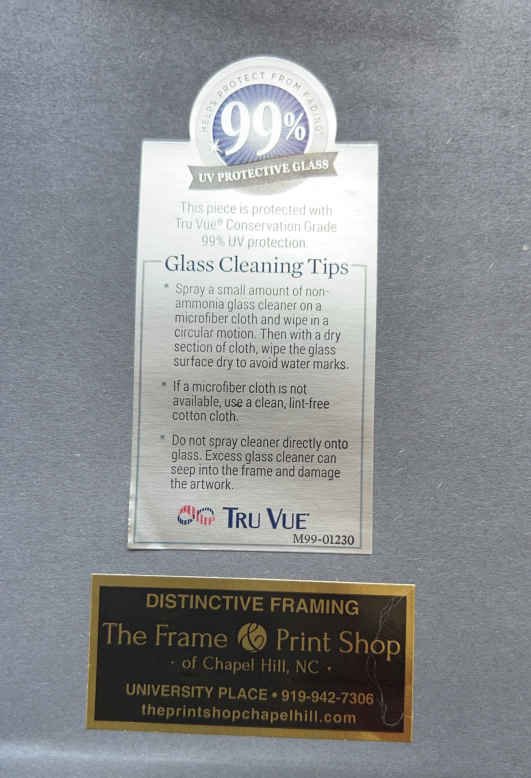 HELPS PROTECT FROM FADING!
99%
UV PROTECTIVE GLASS
This piece is protected with
Tru Vue® Conservation Grade
99% UV protection.
Glass Cleaning Tips
* Spray a small amount of non-
ammonia glass cleaner on a
microfiber cloth and wipe in a
circular motion. Then with a dry
section of cloth, wipe the glass
surface dry to avoid water marks.
* If a microfiber cloth is not
available, use a clean, lint-free
cotton cloth.
* Do not spray cleaner directly onto
glass. Excess glass cleaner can
seep into the frame and damage
the artwork.
TRU VUE®
M99-01230
DISTINCTIVE FRAMING
The Frame & Print Shop
· of Chapel Hill, NC ·
UNIVERSITY PLACE • 919-942-7306
theprintshopchapelhill.com